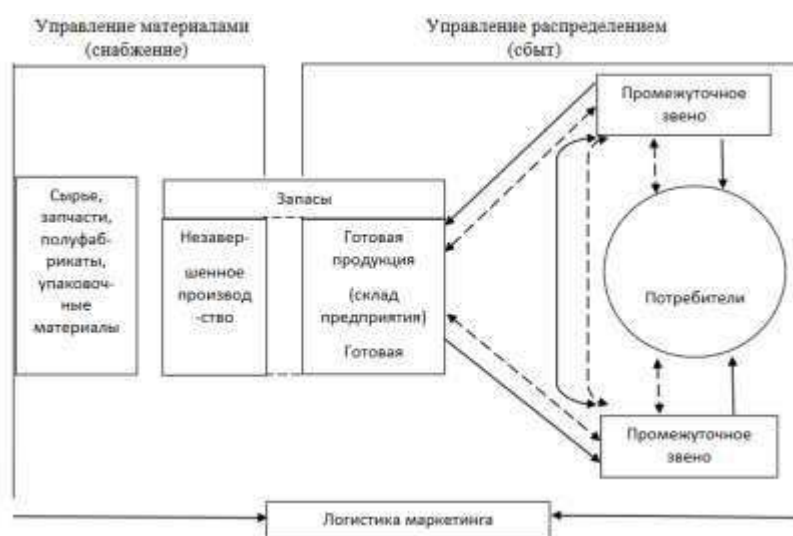 Управление материалами
(снабжение)
Управление распределением
(сбыт)
Промежуточное
звено
Сырье,
запчасти,
полуфаб-
рикаты,
упаковоч-
ные
материалы
Запасы
Незавер-
шенное
производ
-ство
Готовая
продукция
(склад
предприятия)
Готовая
Потребители
Промежуточное
звено
Логистика маркетинга